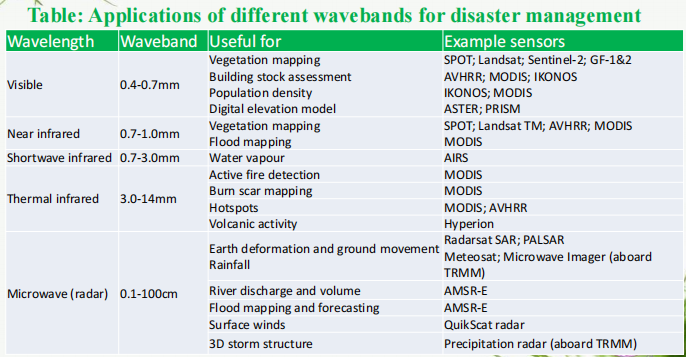 Table: Applications of different wavebands for disaster management
Wavelength Waveband Useful for Example sensors
Visible 0.4-0.7mm Vegetation mapping SPOT; Landsat; Sentinel-2; GF-1&2
Building stock assessment AVHRR; MODIS; IKONOS
Population density IKONOS; MODIS
Digital elevation model ASTER; PRISM
Near infrared 0.7-1.0mm Vegetation mapping SPOT; Landsat TM; AVHRR; MODIS
Flood mapping MODIS
Shortwave infrared 0.7-3.0mm Water vapour AIRS
Thermal infrared 3.0-14mm Active fire detection MODIS
Burn scar mapping MODIS
Hotspots MODIS; AVHRR
Volcanic activity Hyperion
Microwave (radar) 0.1-100cm Earth deformation and ground movement Radarsat SAR; PALSAR
Rainfall Meteosat; Microwave Imager (aboard
TRMM)
River discharge and volume AMSR-E
Flood mapping and forecasting AMSR-E
Surface winds QuikScat radar
3D storm structure Precipitation radar (aboard TRMM)